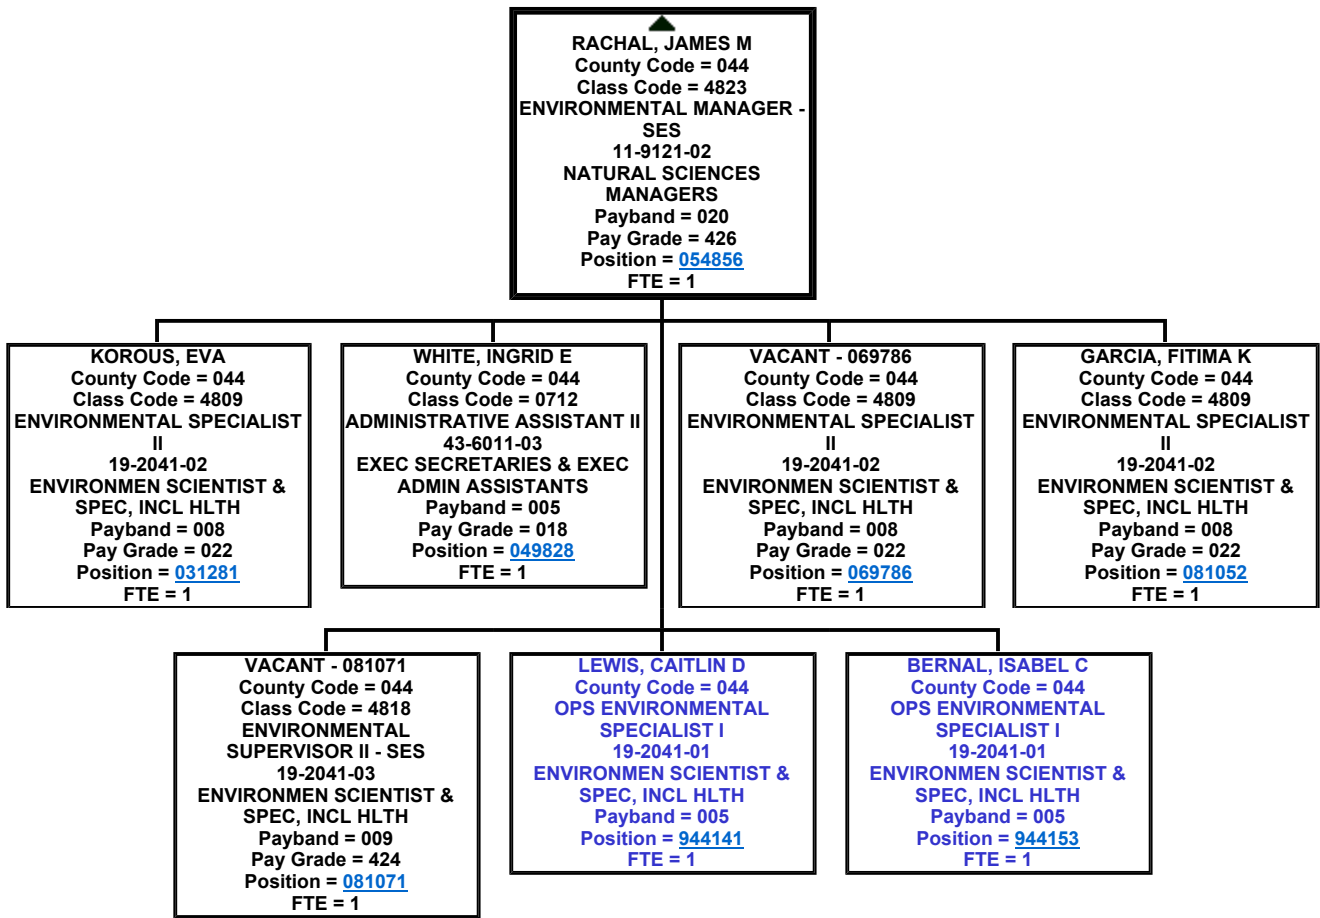 RACHAL, JAMES M
County Code = 044
Class Code = 4823
ENVIRONMENTAL MANAGER -
SES
11-9121-02
NATURAL SCIENCES
MANAGERS
Payband = 020
Pay Grade = 426
Position = 054856
FTE = 1
KOROUS, EVA
County Code = 044
Class Code = 4809
ENVIRONMENTAL SPECIALIST
II
19-2041-02
ENVIRONMEN SCIENTIST &
SPEC, INCL HLTH
Payband = 008
Pay Grade = 022
Position = 031281
FTE = 1
WHITE, INGRID E
County Code = 044
Class Code = 0712
ADMINISTRATIVE ASSISTANT II
43-6011-03
EXEC SECRETARIES & EXEC
ADMIN ASSISTANTS
Payband = 005
Pay Grade = 018
Position = 049828
FTE = 1
VACANT - 069786
County Code = 044
Class Code = 4809
ENVIRONMENTAL SPECIALIST
II
19-2041-02
ENVIRONMEN SCIENTIST &
SPEC, INCL HLTH
Payband = 008
Pay Grade = 022
Position = 069786
FTE = 1
GARCIA, FITIMA K
County Code = 044
Class Code = 4809
ENVIRONMENTAL SPECIALIST
II
19-2041-02
ENVIRONMEN SCIENTIST &
SPEC, INCL HLTH
Payband = 008
Pay Grade = 022
Position = 081052
FTE = 1
VACANT - 081071
County Code = 044
Class Code = 4818
ENVIRONMENTAL
SUPERVISOR II - SES
19-2041-03
ENVIRONMEN SCIENTIST &
SPEC, INCL HLTH
Payband = 009
Pay Grade = 424
Position = 081071
FTE = 1
LEWIS, CAITLIN D
County Code = 044
OPS ENVIRONMENTAL
SPECIALIST I
19-2041-01
ENVIRONMEN SCIENTIST &
SPEC, INCL HLTH
Payband = 005
Position = 944141
FTE = 1
BERNAL, ISABEL C
County Code = 044
OPS ENVIRONMENTAL
SPECIALIST I
19-2041-01
ENVIRONMEN SCIENTIST &
SPEC, INCL HLTH
Payband = 005
Position = 944153
FTE = 1